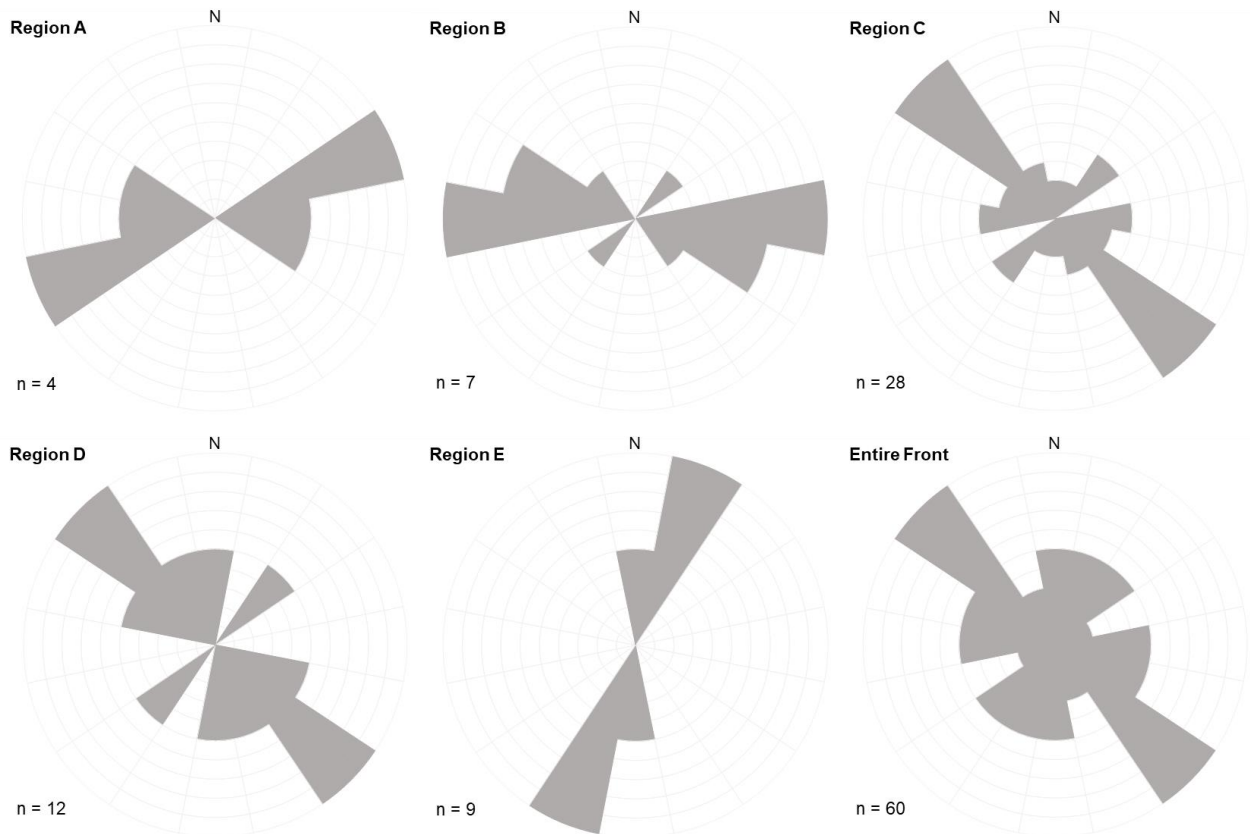 N
Region A
n = 4
N
Region B
n = 7
N
Region C
n = 28
N
Region D
n = 12
N
Region E
n = 9
N
Entire Front
n = 60